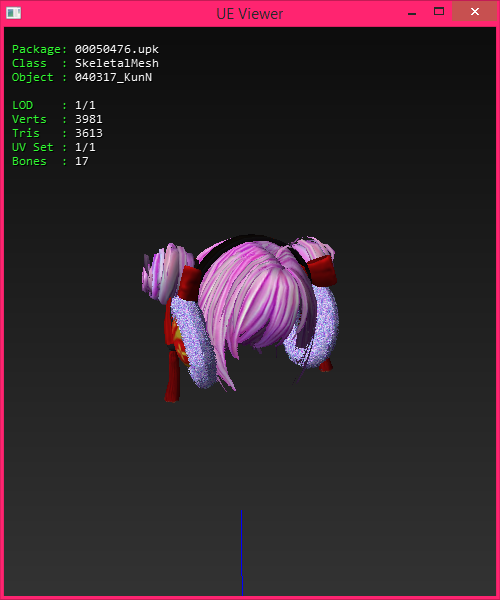 UE Viewer
Package: 00050476.upk
Class : SkeletalMesh
Object : 040317_KunN
LOD : 1/1
Verts : 3981
Tris : 3613
UV Set : 1/1
Bones : 17